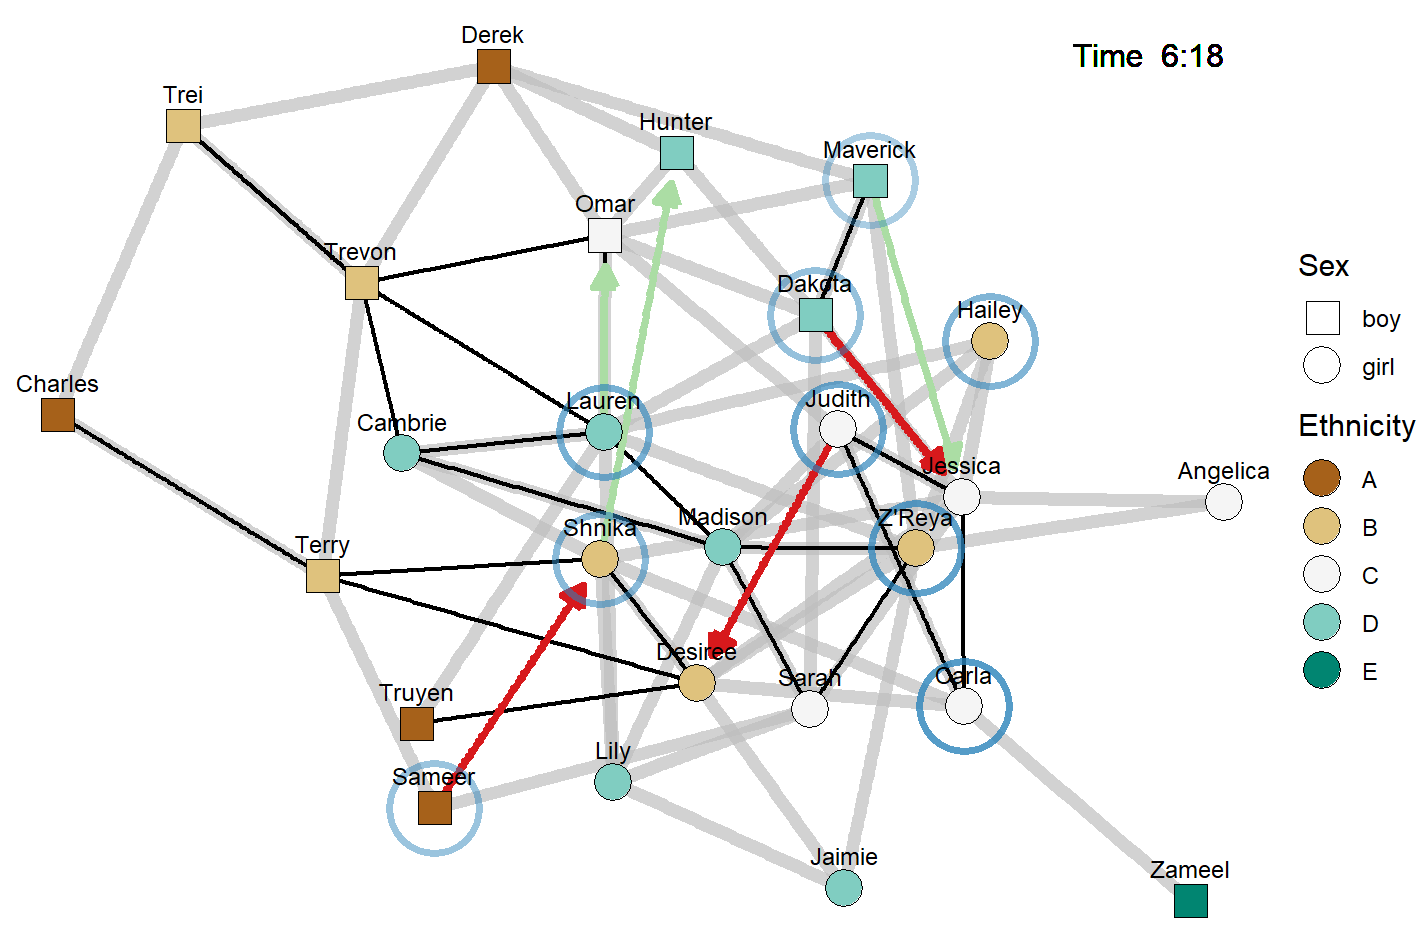 Derek
Time 6:18
Trei
Hunter
Maverick
Omar
Trevon
Dakota
Hailey
Sex
boy
girl
Charles
Lauren
Judith
Cambrie
Ethnicity
Jessica
Angelica
A
Shnika
Madison
Z'Reya
B
Terry
C
D
Desiree
Sarah
Carla
E
Truyen
Lily
Sameer
Jaimie
Zameel